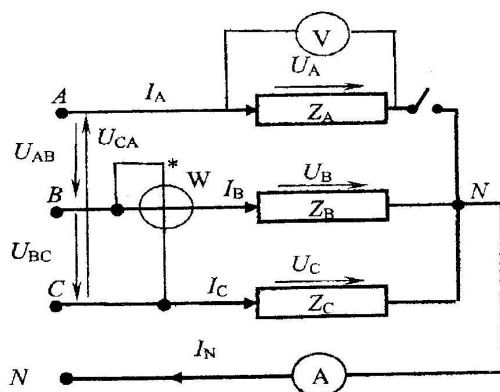 V
U_A
A I_A
Z_A
U_AB U_CA
* W
B I_B U_B N
Z_B
U_BC
C I_C U_C
Z_C
I_N
N A